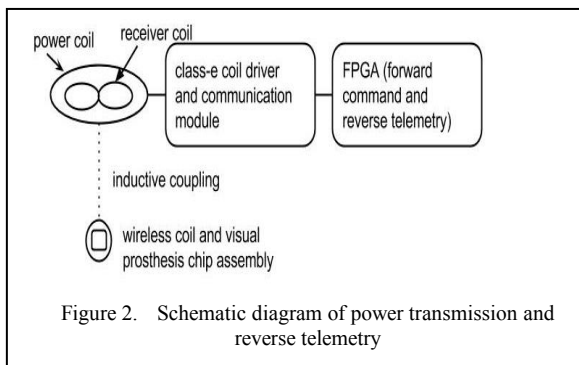 power coil
receiver coil
class-e coil driver
and communication
module
FPGA (forward
command and
reverse telemetry)
inductive coupling
wireless coil and visual
prosthesis chip assembly
Figure 2. Schematic diagram of power transmission and
reverse telemetry